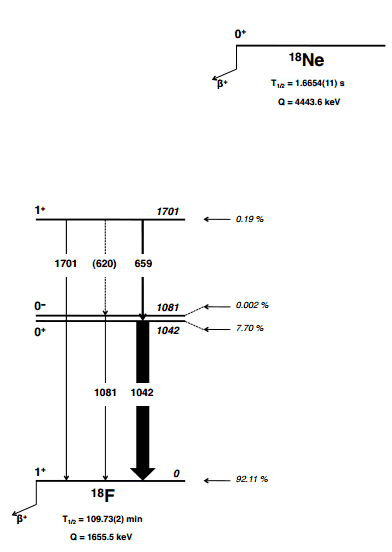 0+
18Ne
β+
T1/2 = 1.6654(11) s
Q = 4443.6 keV
1+ 1701 0.19 %
1701 (620) 659
0− 1081 0.002 %
0+ 1042 7.70 %
1081 1042
1+ 0 92.11 %
18F
β+
T1/2 = 109.73(2) min
Q = 1655.5 keV